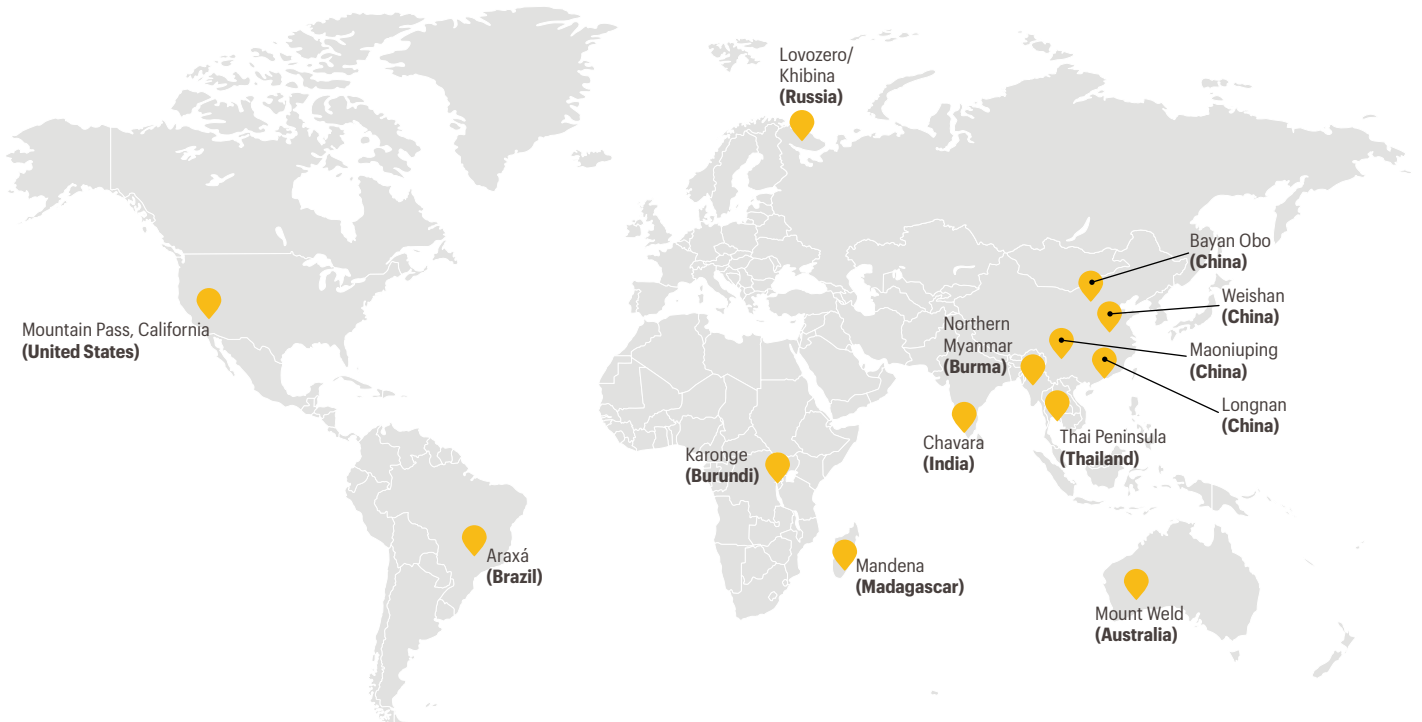 Lovozero/
Khibina
(Russia)
Bayan Obo
(China)
Weishan
(China)
Mountain Pass, California
(United States)
Northern
Myanmar
(Burma)
Maoniuping
(China)
Longnan
(China)
Chavara
(India)
Thai Peninsula
(Thailand)
Karonge
(Burundi)
Araxá
(Brazil)
Mandena
(Madagascar)
Mount Weld
(Australia)